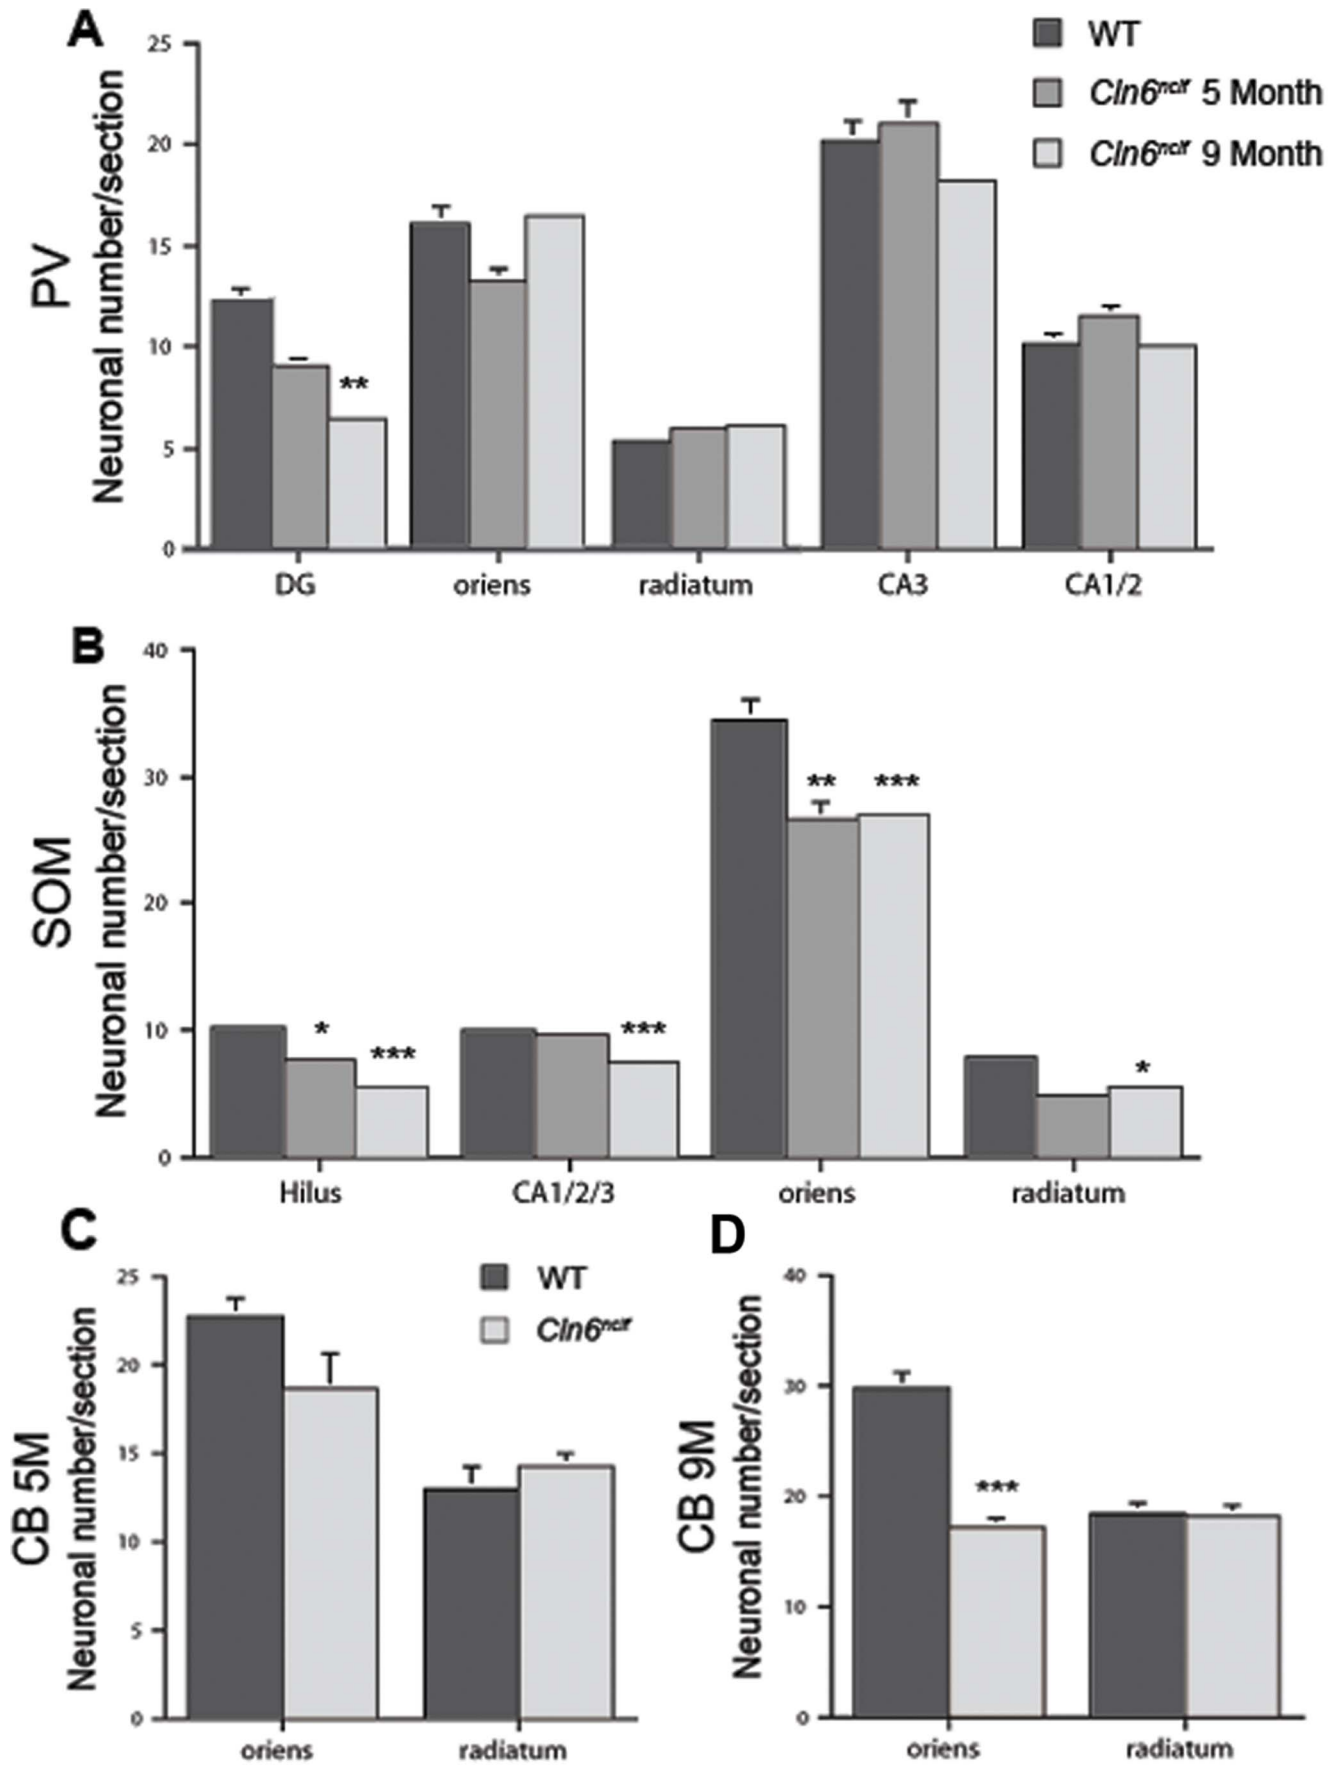 A
WT
Cln6ⁿᶜˡᶠ 5 Month
Cln6ⁿᶜˡᶠ 9 Month
PV
Neuronal number/section
25
20
15
10
5
0
**
DG oriens radiatum CA3 CA1/2
B
SOM
Neuronal number/section
40
30
20
10
0
* *** *** ** *** *
Hilus CA1/2/3 oriens radiatum
C
WT
Cln6ⁿᶜˡᶠ
CB 5M
Neuronal number/section
25
20
15
10
5
0
oriens radiatum
D
CB 9M
Neuronal number/section
40
30
20
10
0
***
oriens radiatum